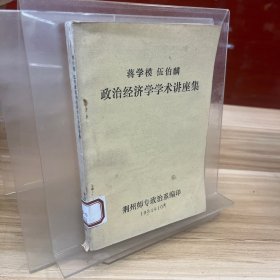 蒋学模 伍伯麟
政治经济学学术讲座集
荆州师专政治系编印